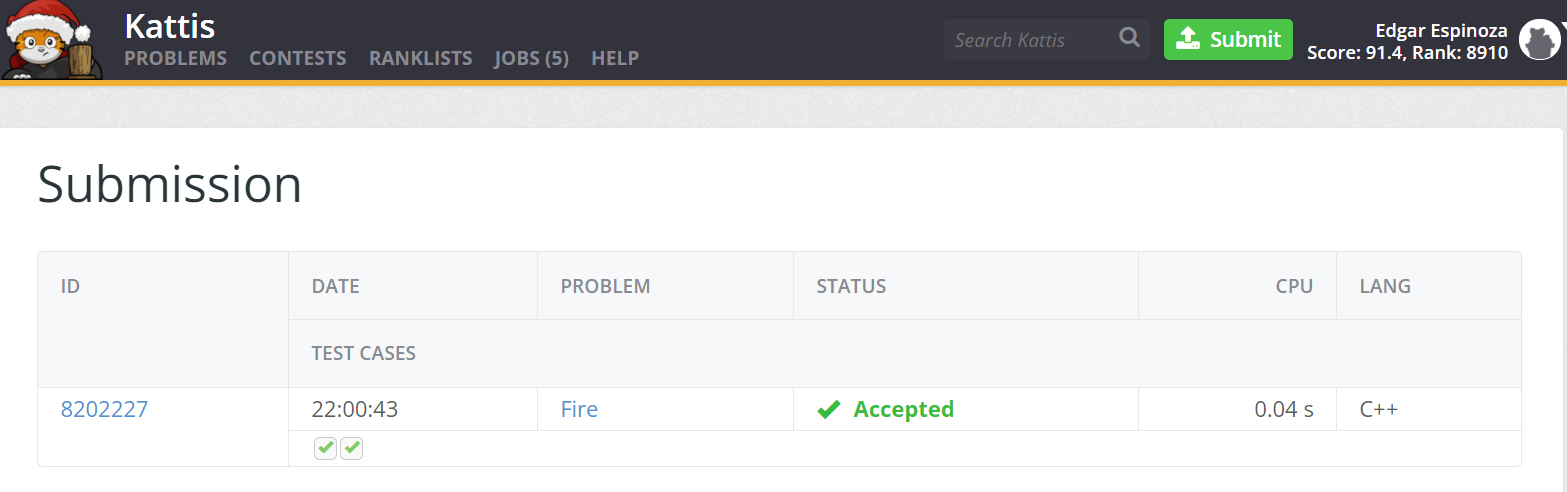 Kattis
PROBLEMS CONTESTS RANKLISTS JOBS (5) HELP
Search Kattis
Submit
Edgar Espinoza
Score: 91.4, Rank: 8910
Submission
ID DATE PROBLEM STATUS CPU LANG
TEST CASES
8202227 22:00:43 Fire Accepted 0.04 s C++